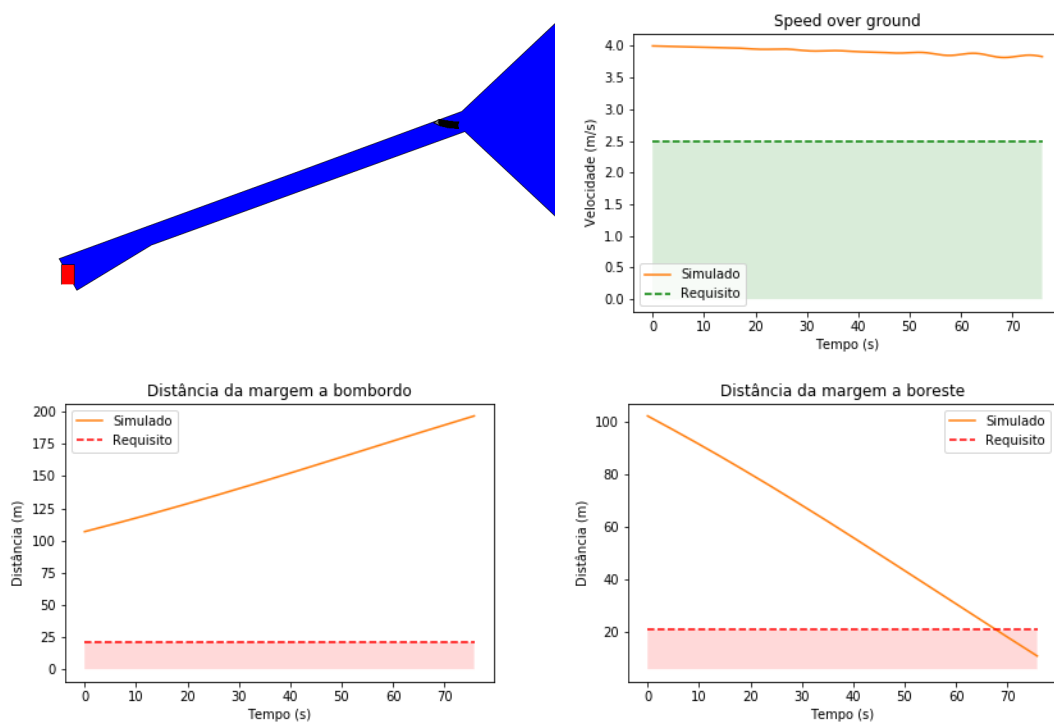 Speed over ground
Velocidade (m/s)
4.0
3.5
3.0
2.5
2.0
1.5
1.0
0.5
0.0
Simulado
Requisito
0 10 20 30 40 50 60 70
Tempo (s)
Distância da margem a bombordo
Distância (m)
200
175
150
125
100
75
50
25
0
Simulado
Requisito
0 10 20 30 40 50 60 70
Tempo (s)
Distância da margem a boreste
Distância (m)
100
80
60
40
20
Simulado
Requisito
0 10 20 30 40 50 60 70
Tempo (s)